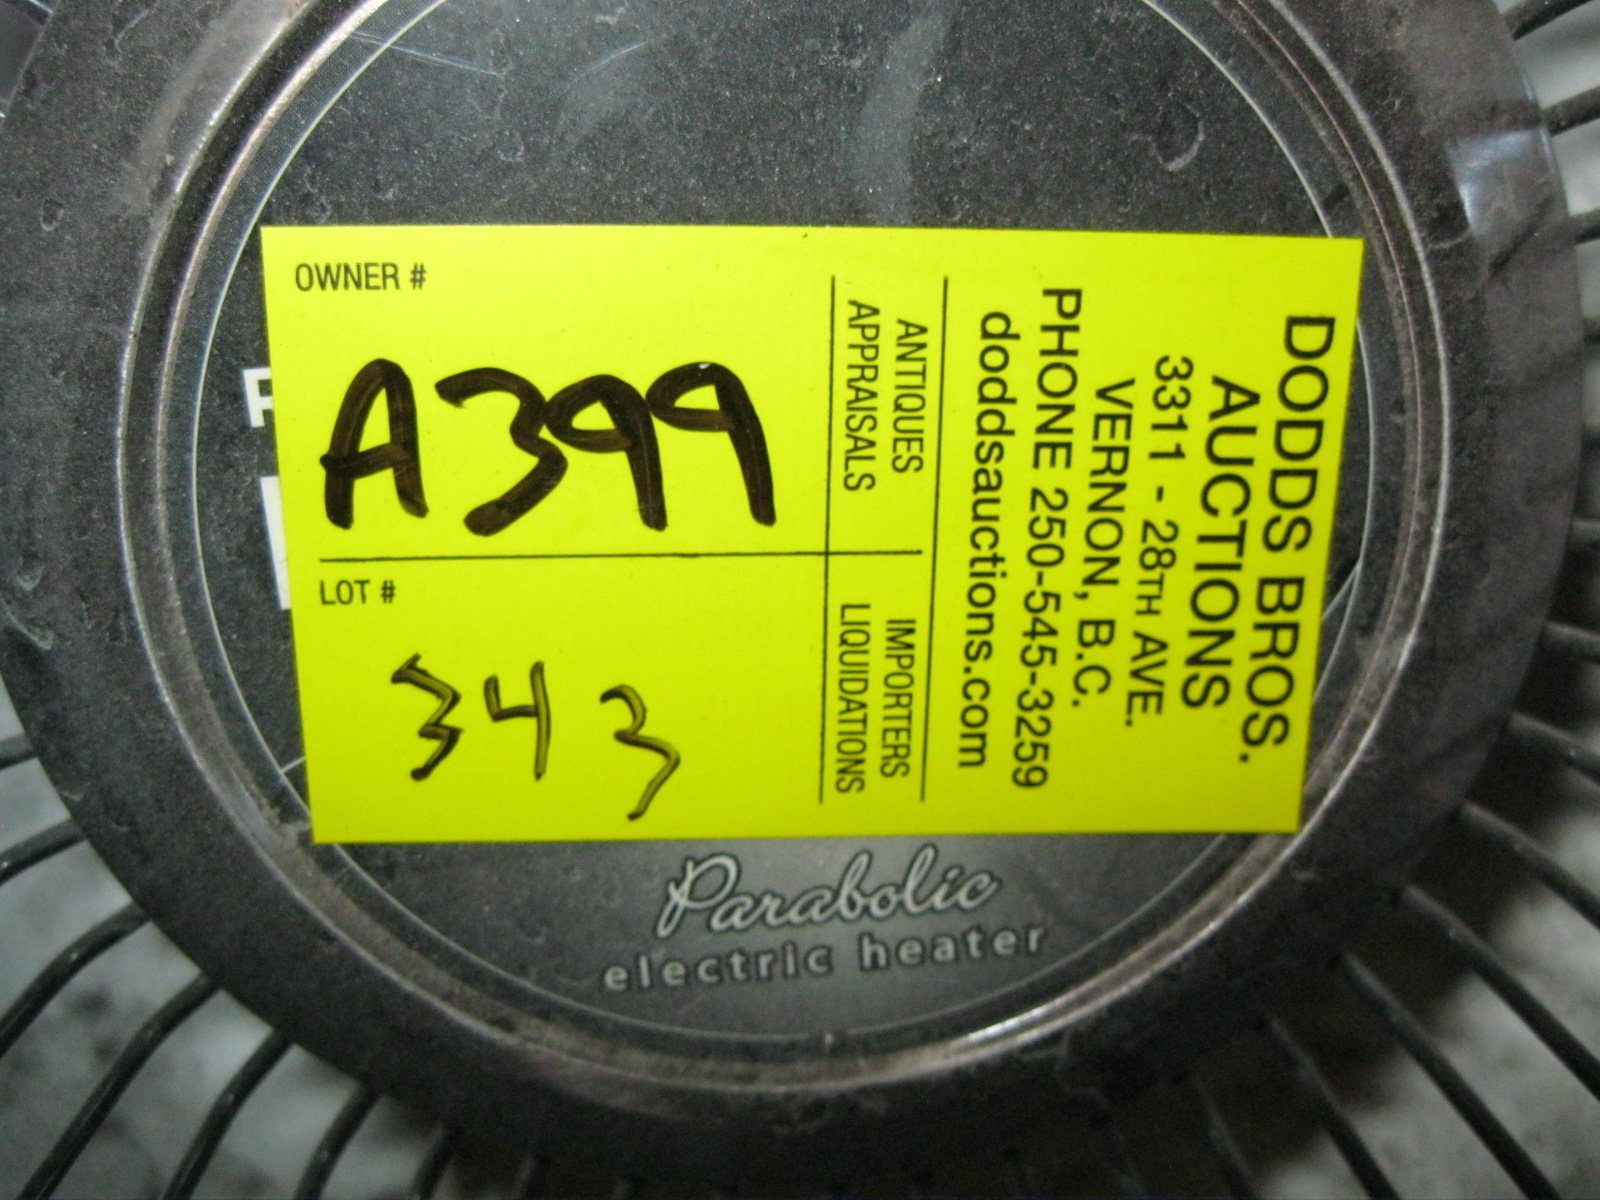 OWNER #
A399
LOT #
343
DODDS BROS.
AUCTIONS
3311 - 28TH AVE.
VERNON, B.C.
PHONE 250-545-3259
doddsauctions.com
ANTIQUES IMPORTERS
APPRAISALS LIQUIDATIONS
Parabolic
electric heater